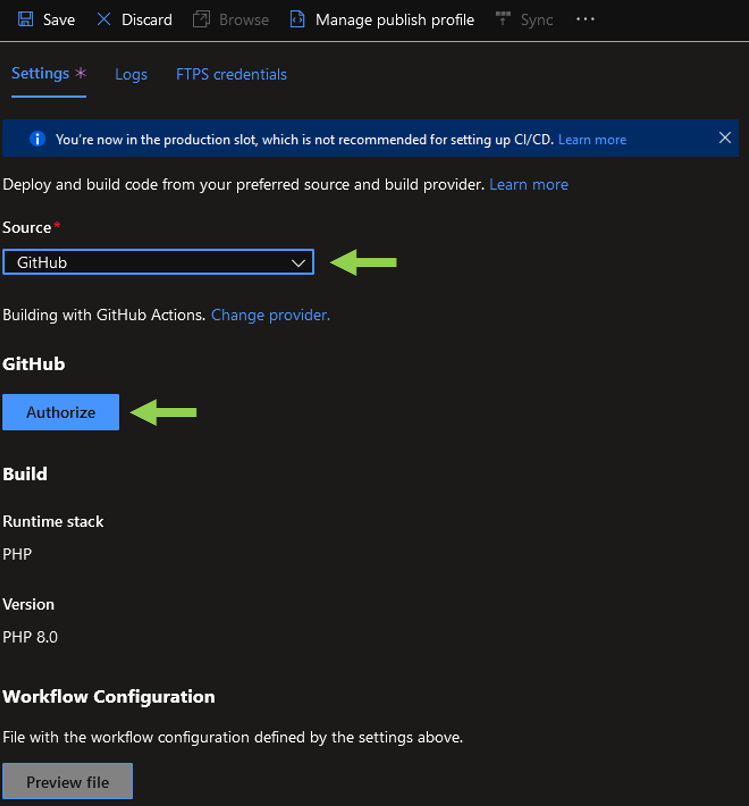 Save Discard Browse Manage publish profile Sync ...
Settings * Logs FTPS credentials
You're now in the production slot, which is not recommended for setting up CI/CD. Learn more
Deploy and build code from your preferred source and build provider. Learn more
Source*
GitHub
Building with GitHub Actions. Change provider.
GitHub
Authorize
Build
Runtime stack
PHP
Version
PHP 8.0
Workflow Configuration
File with the workflow configuration defined by the settings above.
Preview file